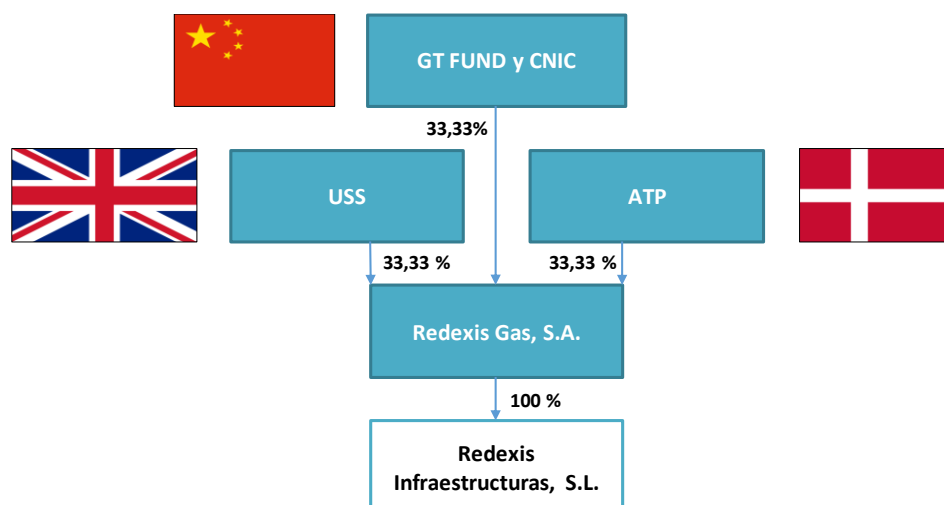 GT FUND y CNIC
33,33%
USS
ATP
33,33 %
33,33 %
Redexis Gas, S.A.
100 %
Redexis
Infraestructuras, S.L.